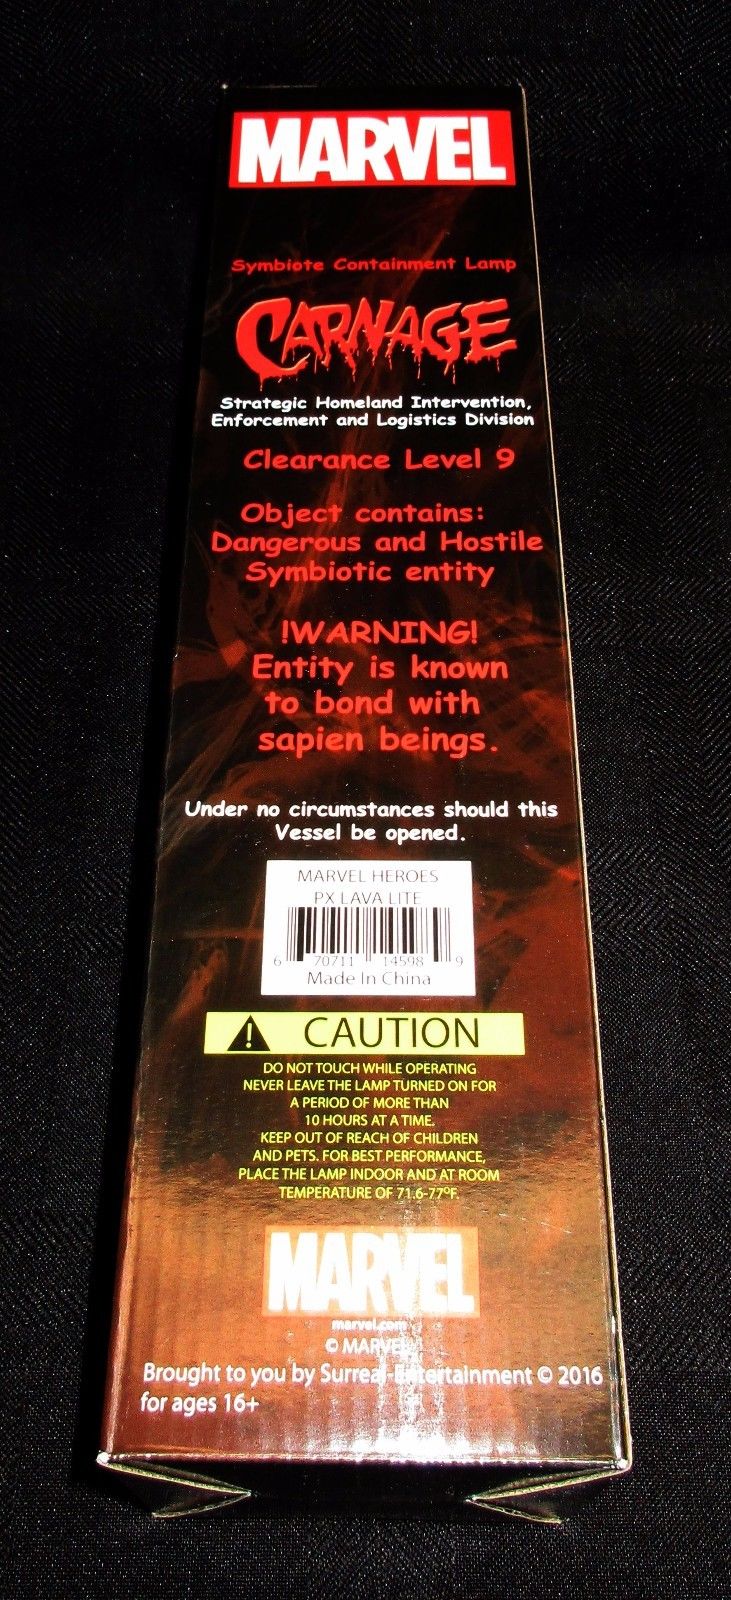 MARVEL
Symbiote Containment Lamp
CARNAGE
Strategic Homeland Intervention,
Enforcement and Logistics Division
Clearance Level 9
Object contains:
Dangerous and Hostile
Symbiotic entity
!WARNING!
Entity is known
to bond with
sapien beings.
Under no circumstances should this
Vessel be opened.
MARVEL HEROES
PX LAVA LITE
6 70711 14598 9
Made In China
CAUTION
DO NOT TOUCH WHILE OPERATING
NEVER LEAVE THE LAMP TURNED ON FOR
A PERIOD OF MORE THAN
10 HOURS AT A TIME.
KEEP OUT OF REACH OF CHILDREN
AND PETS. FOR BEST PERFORMANCE,
PLACE THE LAMP INDOOR AND AT ROOM
TEMPERATURE OF 71.6-77ºF.
MARVEL
marvel.com
© MARVEL
Brought to you by Surreal Entertainment © 2016
for ages 16+